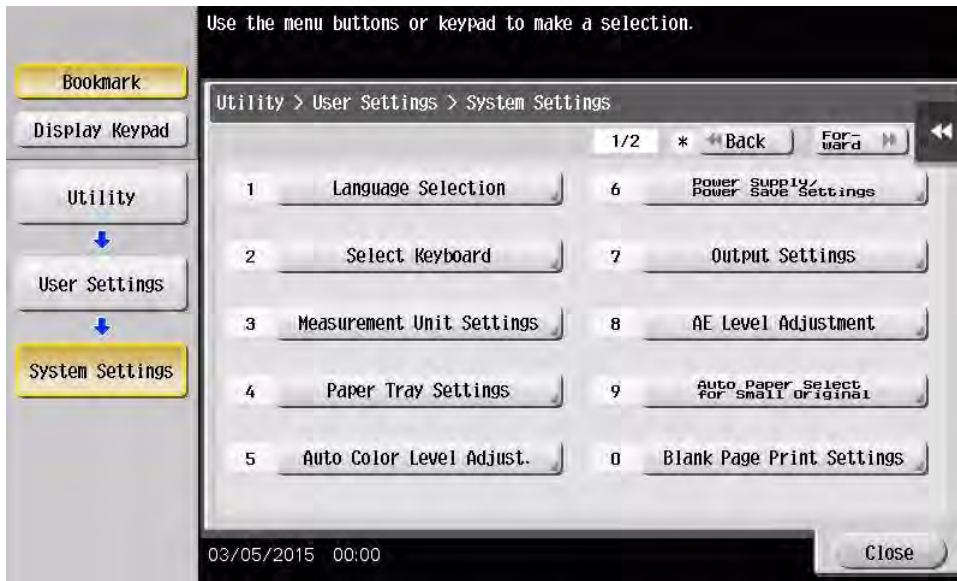 Use the menu buttons or keypad to make a selection.
Bookmark
Display Keypad
Utility
User Settings
System Settings
Utility > User Settings > System Settings
1/2 * Back For-
ward
1 Language Selection
2 Select Keyboard
3 Measurement Unit Settings
4 Paper Tray Settings
5 Auto Color Level Adjust.
6 Power Supply/
Power Save Settings
7 Output Settings
8 AE Level Adjustment
9 Auto Paper Select
for Small Original
0 Blank Page Print Settings
03/05/2015 00:00
Close